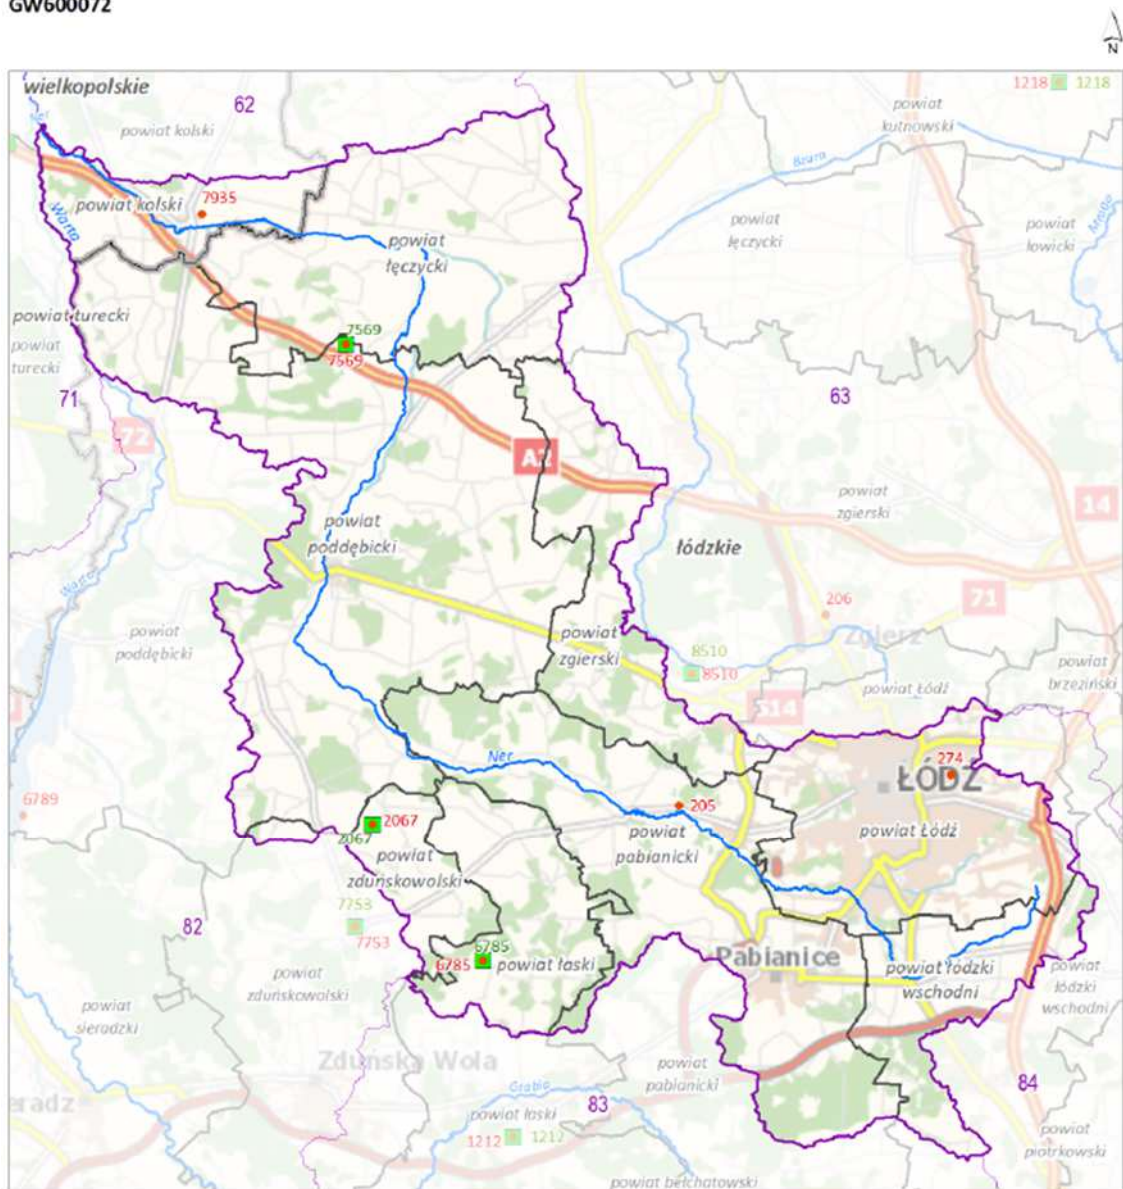 GW600072
N
wielkopolskie
62
1218
1218
Ner
powiat kolski
powiat
kutnowski
Bzura
7935
powiat kolski
Warta
powiat
łęczycki
powiat
łęczycki
powiat
łowicki
Mroga
powiat turecki
powiat
turecki
7569
7569
71
63
72
A2
powiat
zgierski
14
powiat
poddębicki
łódzkie
Warta
71
206
powiat
poddębicki
powiat
zgierski
Zgierz
8510
8510
powiat
brzeziński
powiat Łódź
S14
Ner
274
ŁÓDŹ
6789
205
2067
2067
powiat
pabianicki
powiat Łódź
powiat
zduńskowolski
7753
7753
82
6785
6785
powiat łaski
Pabianice
powiat łódzki
wschodni
powiat
zduńskowolski
powiat
łódzki
wschodni
powiat
sieradzki
Zduńska Wola
powiat
pabianicki
84
eradz
Grabia
83
powiat łaski
1212
1212
powiat
piotrkowski
powiat bełchatowski